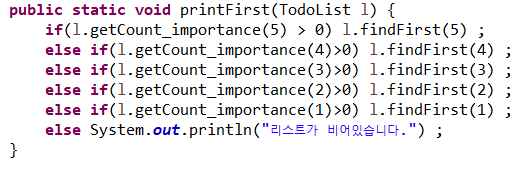 public static void printFirst(TodoList l) {
    if(l.getCount_importance(5) > 0) l.findFirst(5) ;
    else if(l.getCount_importance(4)>0) l.findFirst(4) ;
    else if(l.getCount_importance(3)>0) l.findFirst(3) ;
    else if(l.getCount_importance(2)>0) l.findFirst(2) ;
    else if(l.getCount_importance(1)>0) l.findFirst(1) ;
    else System.out.println("리스트가 비어있습니다.") ;
}